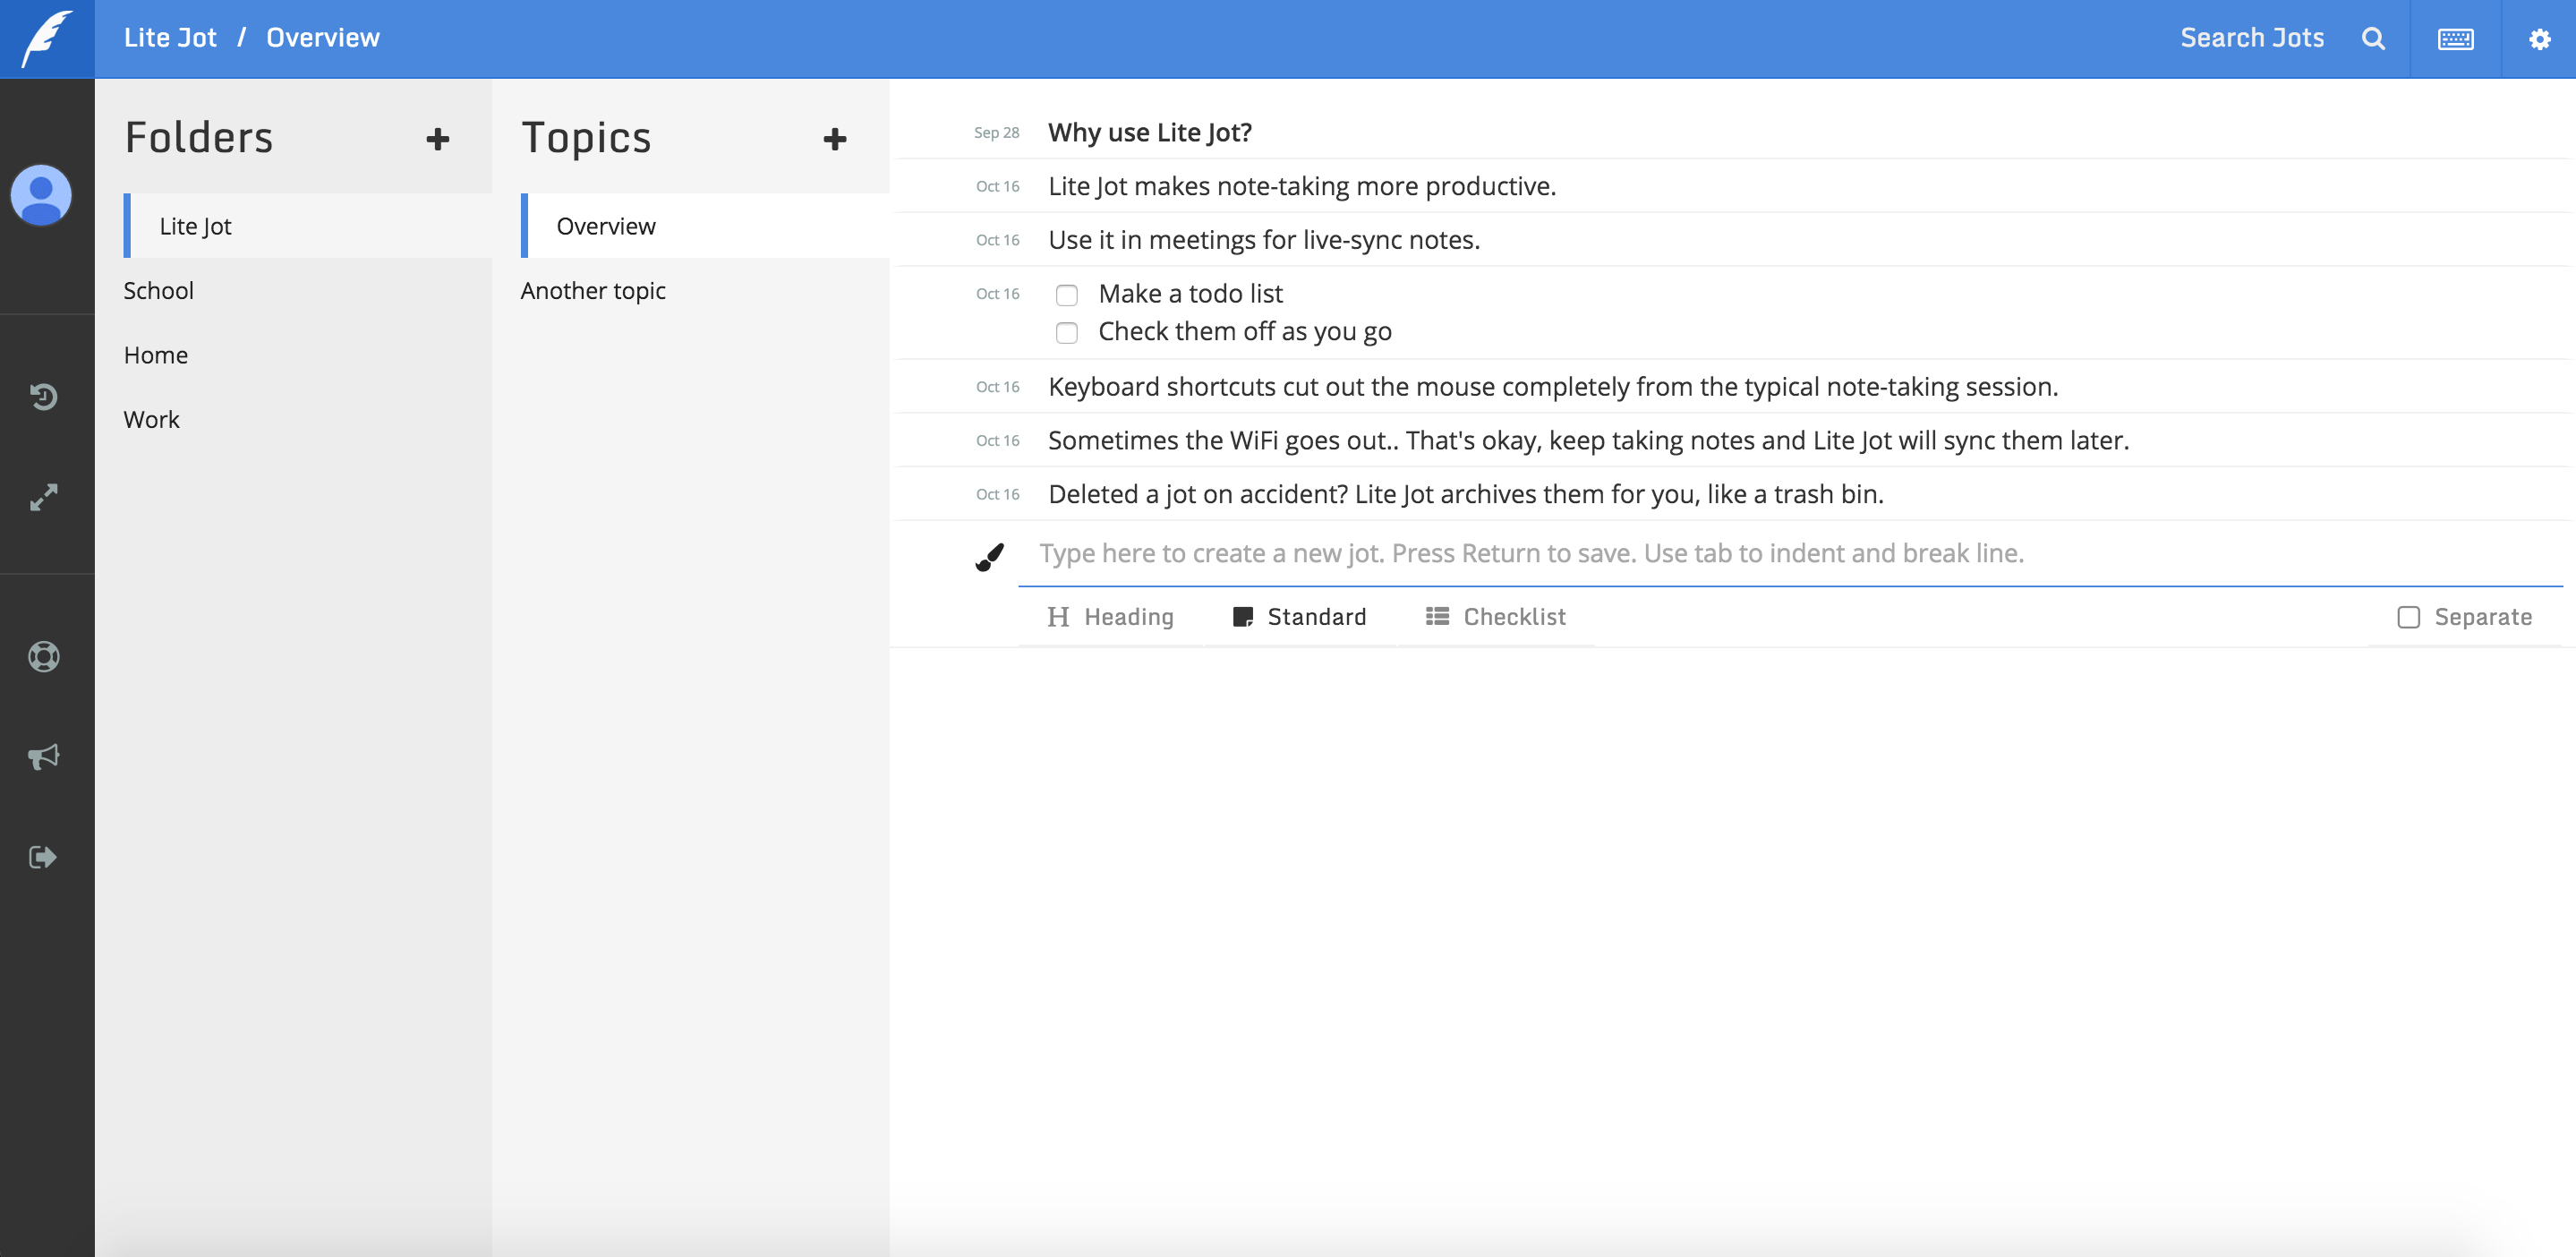 Lite Jot / Overview
Search Jots
Folders
Lite Jot
School
Home
Work
Topics
Overview
Another topic
Sep 28 Why use Lite Jot?
Oct 16 Lite Jot makes note-taking more productive.
Oct 16 Use it in meetings for live-sync notes.
Oct 16 Make a todo list
Check them off as you go
Oct 16 Keyboard shortcuts cut out the mouse completely from the typical note-taking session.
Oct 16 Sometimes the WiFi goes out.. That's okay, keep taking notes and Lite Jot will sync them later.
Oct 16 Deleted a jot on accident? Lite Jot archives them for you, like a trash bin.
Type here to create a new jot. Press Return to save. Use tab to indent and break line.
H Heading Standard Checklist Separate